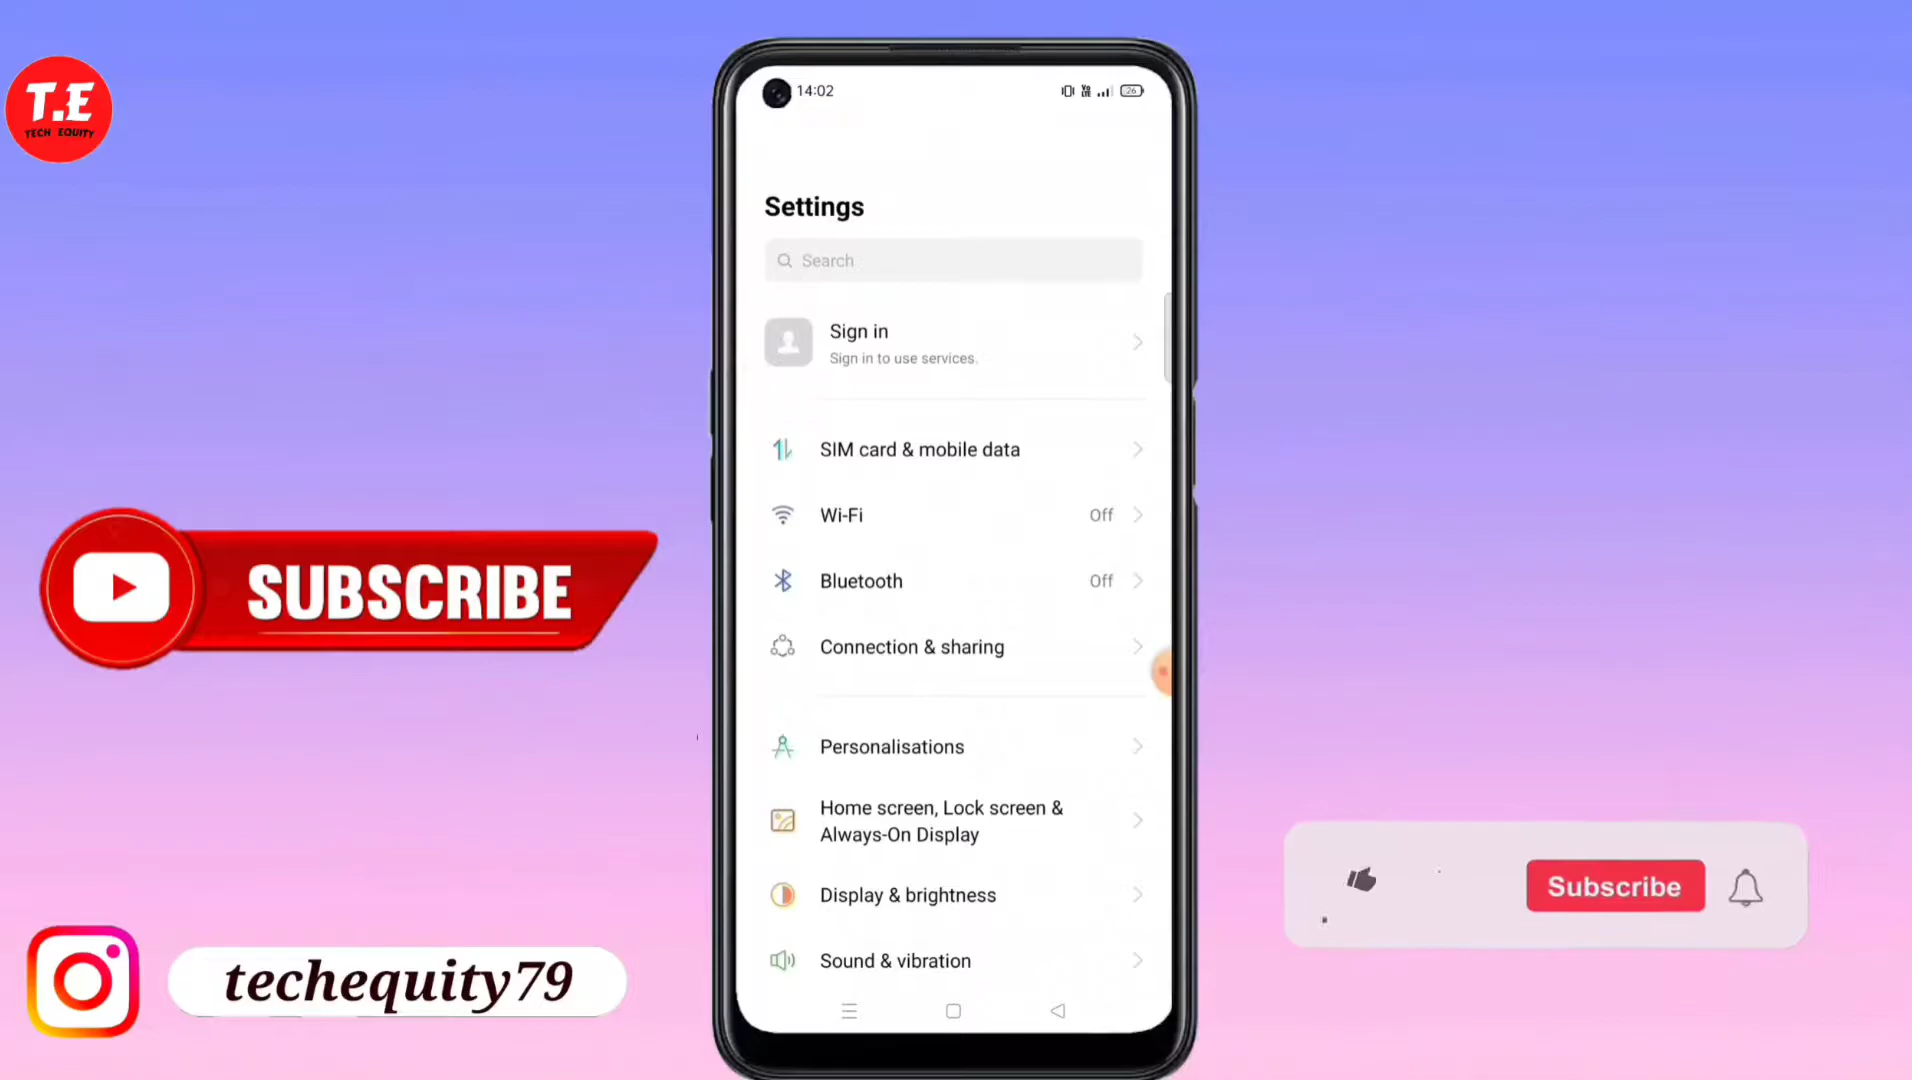 T.E
TECH EQUITY
14:02
26
Settings
Search
Sign in
Sign in to use services.
SIM card & mobile data
Wi-Fi
Off
Bluetooth
Off
Connection & sharing
Personalisations
Home screen, Lock screen &
Always-On Display
Display & brightness
Sound & vibration
SUBSCRIBE
techequity79
Subscribe